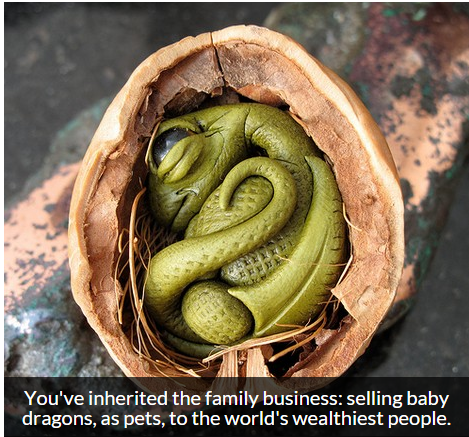 You've inherited the family business: selling baby
dragons, as pets, to the world's wealthiest people.